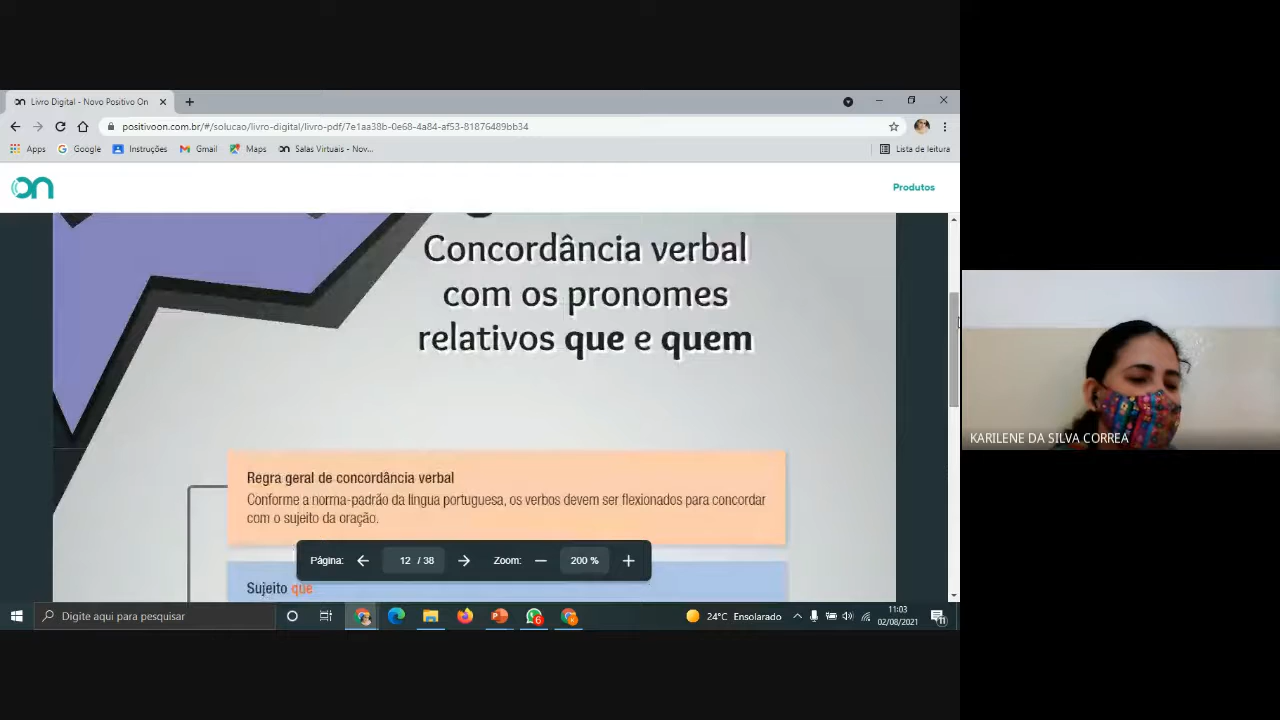 Livro Digital - Novo Positivo On
positivoon.com.br/#/solucao/livro-digital/livro-pdf/7e1aa38b-0e68-4a84-af53-81876489bb34
Apps Google Instruções Gmail Maps Salas Virtuais - Nov... Lista de leitura
on Produtos
Concordância verbal
com os pronomes
relativos que e quem
Regra geral de concordância verbal
Conforme a norma-padrão da língua portuguesa, os verbos devem ser flexionados para concordar
com o sujeito da oração.
Página: 12 / 38 Zoom: 200 %
Sujeito que
KARILENE DA SILVA CORREA
Digite aqui para pesquisar
6
24°C Ensolarado
11:03
02/08/2021
11